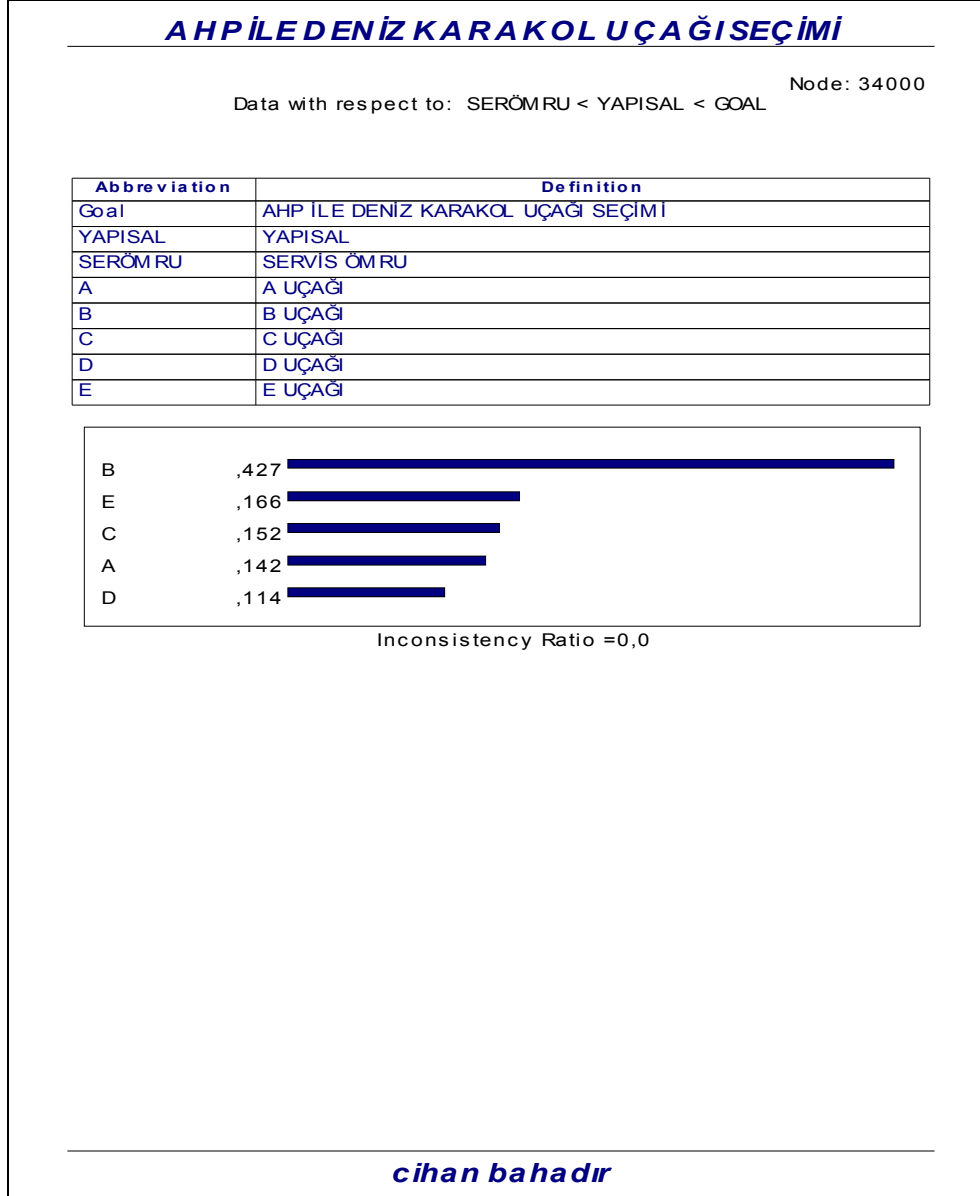 AHP İLE DENİZ KARAKOL UÇAĞI SEÇİMİ
Node: 34000
Data with respect to: SERÖMRU < YAPISAL < GOAL
Abbreviation Definition
Goal AHP İLE DENİZ KARAKOL UÇAĞI SEÇİMİ
YAPISAL YAPISAL
SERÖMRU SERVİS ÖMRU
A A UÇAĞI
B B UÇAĞI
C C UÇAĞI
D D UÇAĞI
E E UÇAĞI
B ,427
E ,166
C ,152
A ,142
D ,114
Inconsistency Ratio =0,0
cihan bahadır